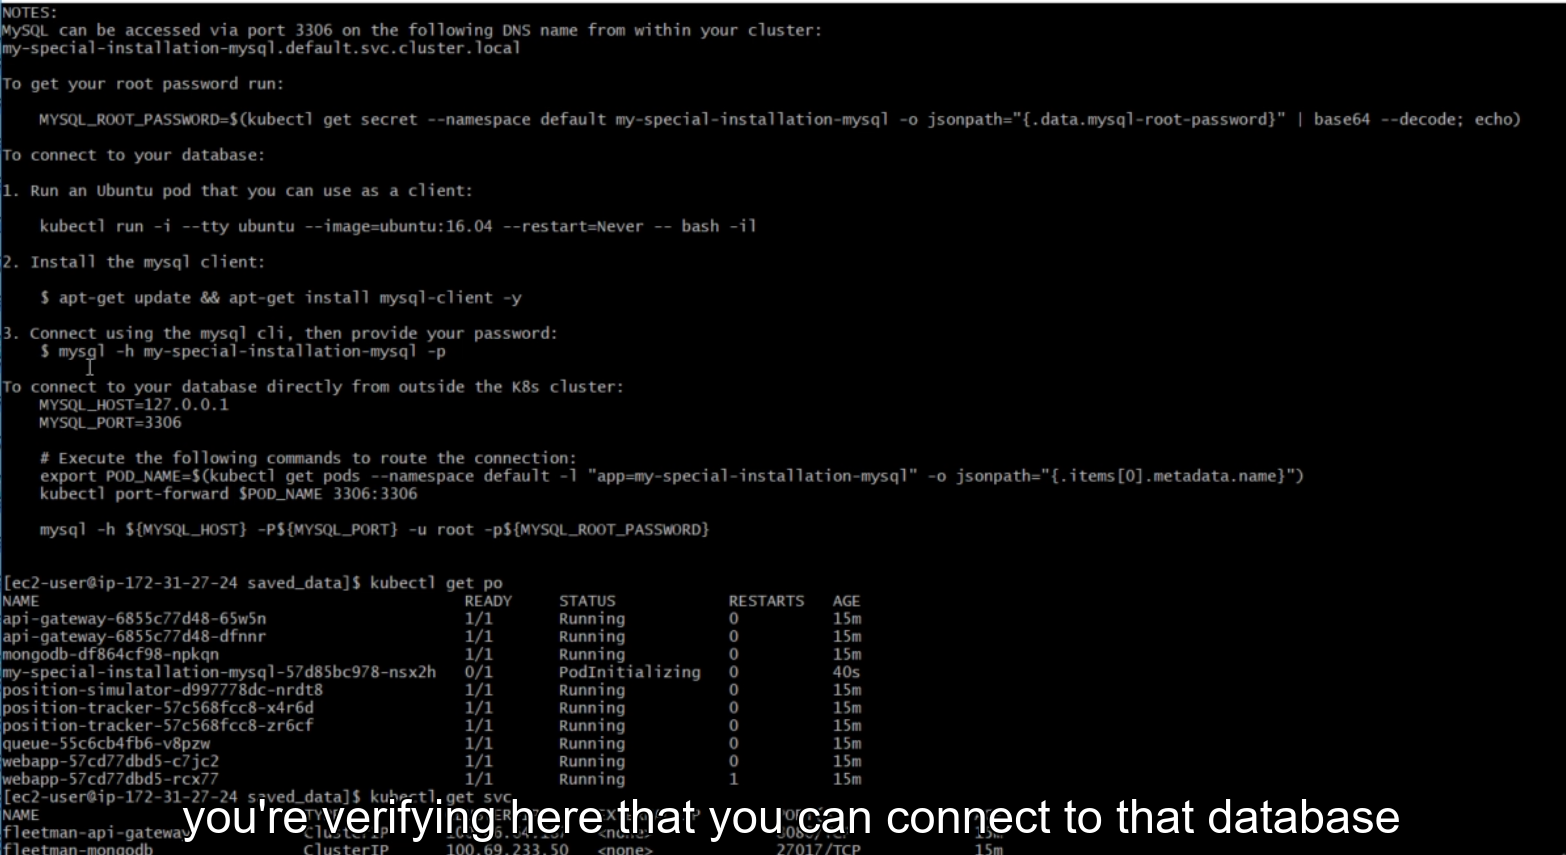 NOTES:
MySQL can be accessed via port 3306 on the following DNS name from within your cluster:
my-special-installation-mysql.default.svc.cluster.local
To get your root password run:
MYSQL_ROOT_PASSWORD=$(kubectl get secret --namespace default my-special-installation-mysql -o jsonpath="{.data.mysql-root-password}" | base64 --decode; echo)
To connect to your database:
1. Run an Ubuntu pod that you can use as a client:
kubectl run -i --tty ubuntu --image=ubuntu:16.04 --restart=Never -- bash -il
2. Install the mysql client:
$ apt-get update && apt-get install mysql-client -y
3. Connect using the mysql cli, then provide your password:
$ mysql -h my-special-installation-mysql -p
To connect to your database directly from outside the K8s cluster:
MYSQL_HOST=127.0.0.1
MYSQL_PORT=3306
# Execute the following commands to route the connection:
export POD_NAME=$(kubectl get pods --namespace default -l "app=my-special-installation-mysql" -o jsonpath="{.items[0].metadata.name}")
kubectl port-forward $POD_NAME 3306:3306
mysql -h ${MYSQL_HOST} -P${MYSQL_PORT} -u root -p${MYSQL_ROOT_PASSWORD}
[ec2-user@ip-172-31-27-24 saved_data]$ kubectl get po
NAME READY STATUS RESTARTS AGE
api-gateway-6855c77d48-65w5n 1/1 Running 0 15m
api-gateway-6855c77d48-dfnnr 1/1 Running 0 15m
mongodb-df864cf98-npkqn 1/1 Running 0 15m
my-special-installation-mysql-57d85bc978-nsx2h 0/1 PodInitializing 0 40s
position-simulator-d997778dc-nrdt8 1/1 Running 0 15m
position-tracker-57c568fcc8-x4r6d 1/1 Running 0 15m
position-tracker-57c568fcc8-zr6cf 1/1 Running 0 15m
queue-55c6cb4fb6-v8pzw 1/1 Running 0 15m
webapp-57cd77dbd5-c7jc2 1/1 Running 0 15m
webapp-57cd77dbd5-rcx77 1/1 Running 1 15m
[ec2-user@ip-172-31-27-24 saved_data]$ kubectl get svc
NAME
you're verifying here that you can connect to that database
fleetman-api-gateway ClusterIP <none> 8080/TCP 15m
fleetman-mongodb ClusterIP 100.69.233.50 <none> 27017/TCP 15m